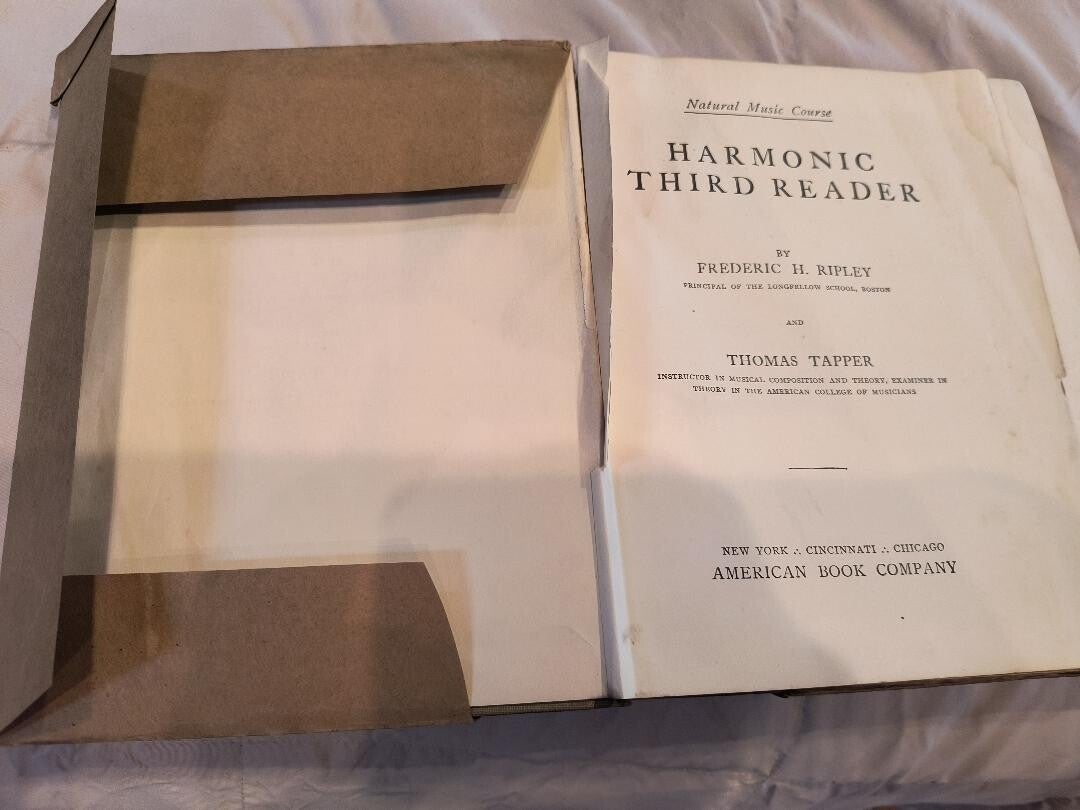 Natural Music Course
HARMONIC
THIRD READER
BY
FREDERIC H. RIPLEY
PRINCIPAL OF THE LONGFELLOW SCHOOL, BOSTON
AND
THOMAS TAPPER
INSTRUCTOR IN MUSICAL COMPOSITION AND THEORY, EXAMINER IN
THEORY IN THE AMERICAN COLLEGE OF MUSICIANS
NEW YORK ∴ CINCINNATI ∴ CHICAGO
AMERICAN BOOK COMPANY